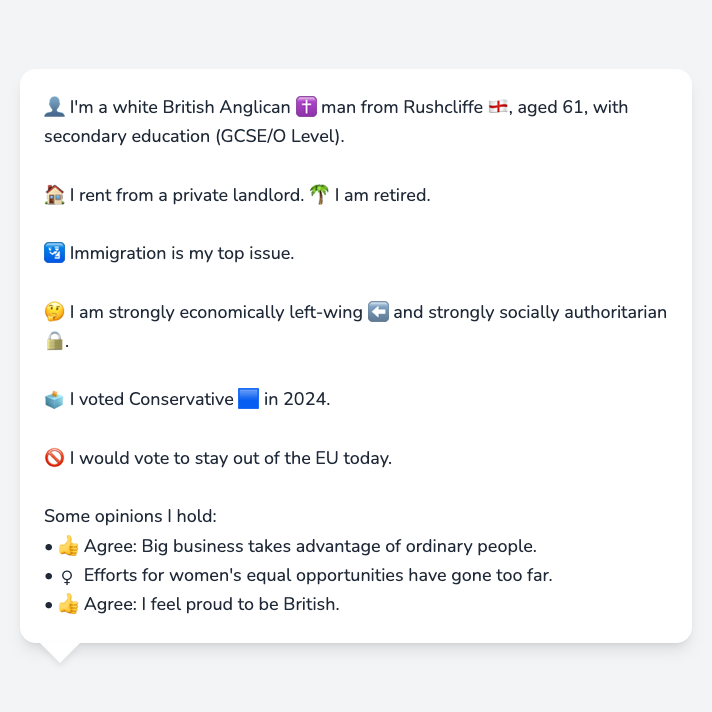 👤 I'm a white British Anglican ✝️ man from Rushcliffe 🏴󠁧󠁢󠁥󠁮󠁧󠁿, aged 61, with
secondary education (GCSE/O Level).
🏠 I rent from a private landlord. 🌴 I am retired.
🛂 Immigration is my top issue.
🤔 I am strongly economically left-wing ⬅️ and strongly socially authoritarian
🔒.
🗳️ I voted Conservative 🟦 in 2024.
🚫 I would vote to stay out of the EU today.
Some opinions I hold:
• 👍 Agree: Big business takes advantage of ordinary people.
• ♀ Efforts for women's equal opportunities have gone too far.
• 👍 Agree: I feel proud to be British.